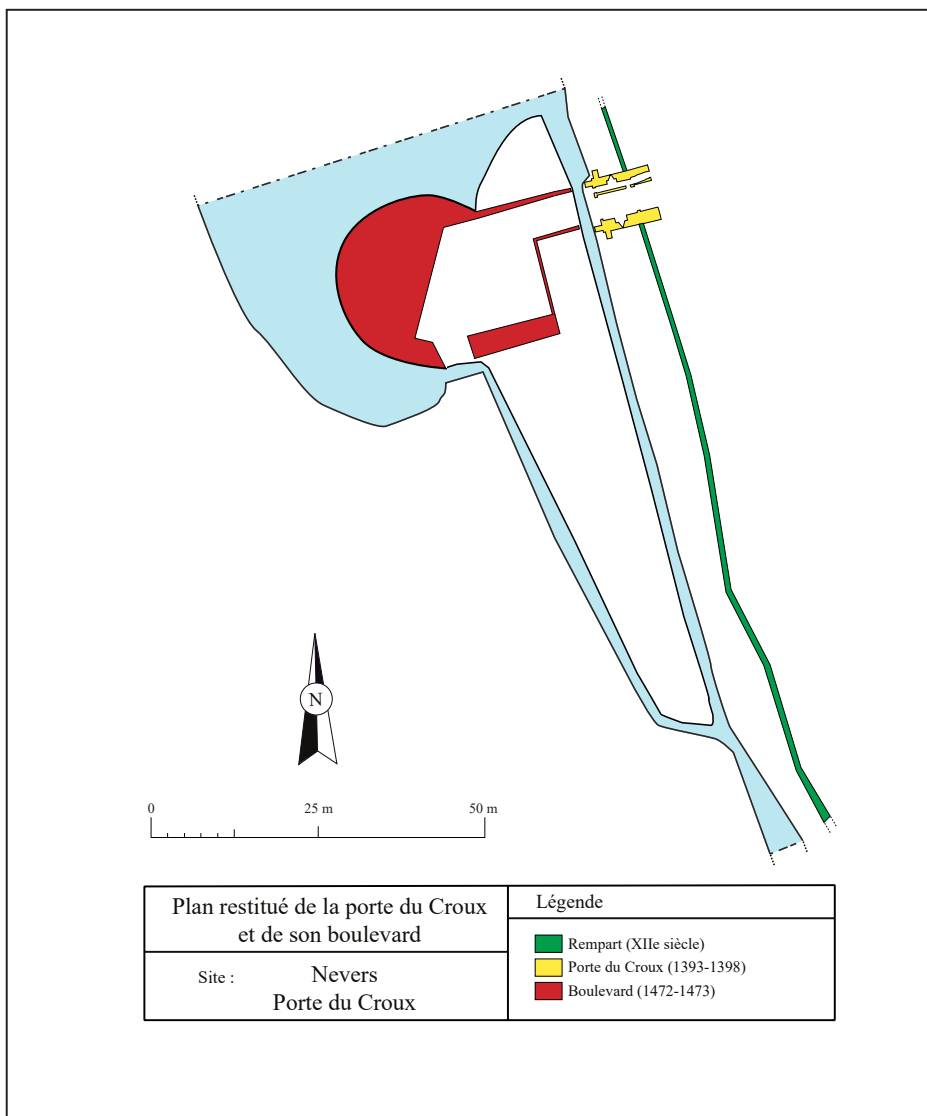 N
0
25 m
50 m
Plan restitué de la porte du Croux
et de son boulevard
Site : Nevers
Porte du Croux
Légende
Rempart (XIIe siècle)
Porte du Croux (1393-1398)
Boulevard (1472-1473)